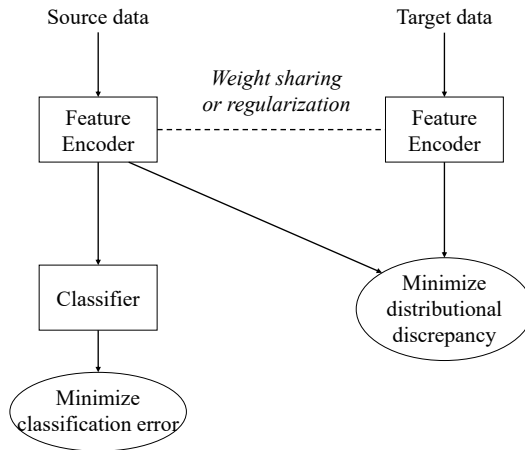 Source data
Target data
Weight sharing
or regularization
Feature
Encoder
Feature
Encoder
Classifier
Minimize
distributional
discrepancy
Minimize
classification error